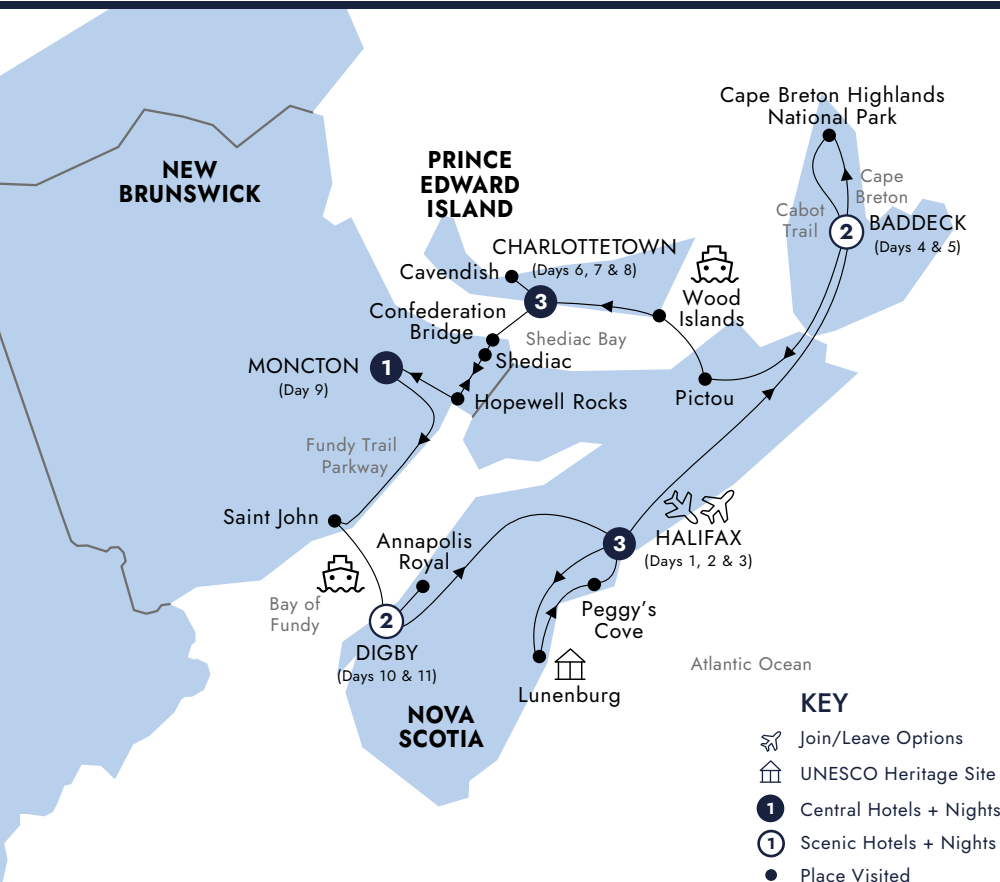 Cape Breton Highlands
National Park
NEW
BRUNSWICK
PRINCE
EDWARD
ISLAND
Cape
Breton
Cabot
Trail
2
BADDECK
(Days 4 & 5)
CHARLOTTETOWN
(Days 6, 7 & 8)
Cavendish
3
Wood
Islands
Confederation
Bridge
Shediac Bay
Shediac
MONCTON
(Day 9)
1
Pictou
Hopewell Rocks
Fundy Trail
Parkway
Saint John
Annapolis
Royal
3
HALIFAX
(Days 1, 2 & 3)
Bay of
Fundy
2
DIGBY
(Days 10 & 11)
Peggy's
Cove
Atlantic Ocean
Lunenburg
NOVA
SCOTIA
KEY
Join/Leave Options
UNESCO Heritage Site
1 Central Hotels + Nights
1 Scenic Hotels + Nights
Place Visited